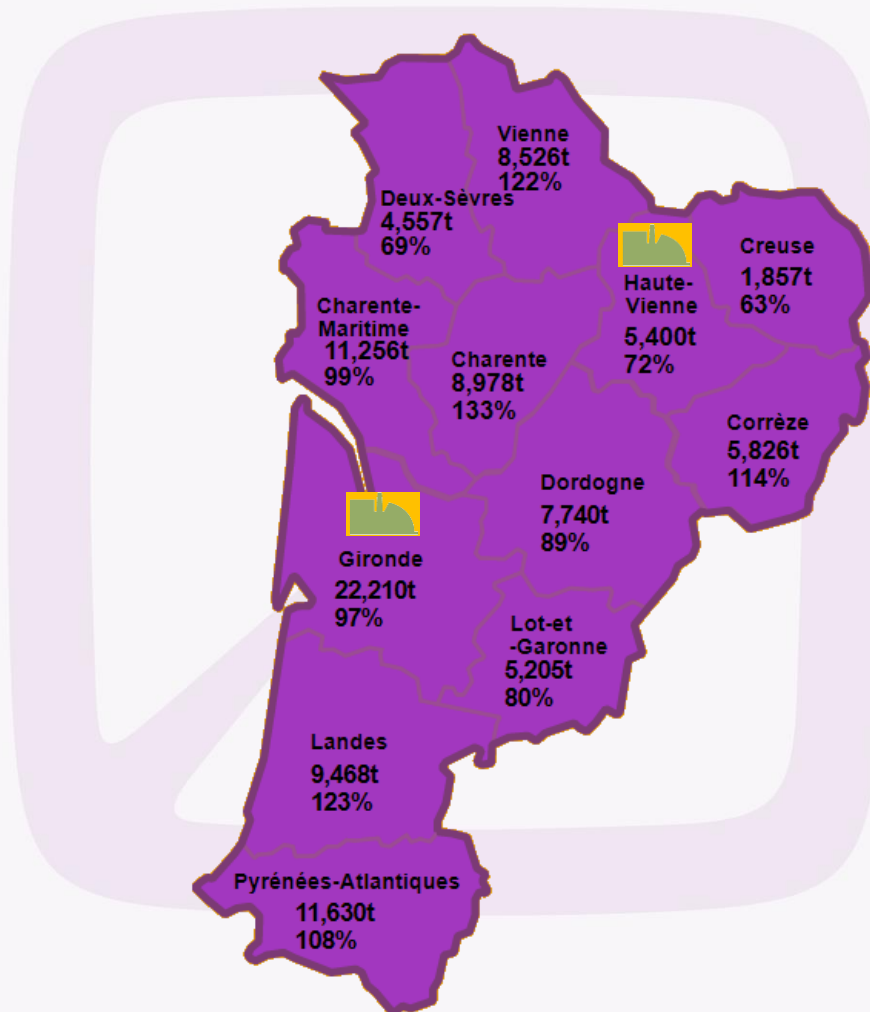 Vienne
8,526t
122%
Deux-Sèvres
4,557t
69%
Creuse
1,857t
63%
Haute-
Vienne
5,400t
72%
Charente-
Maritime
11,256t
99%
Charente
8,978t
133%
Corrèze
5,826t
114%
Dordogne
7,740t
89%
Gironde
22,210t
97%
Lot-et
-Garonne
5,205t
80%
Landes
9,468t
123%
Pyrénées-Atlantiques
11,630t
108%